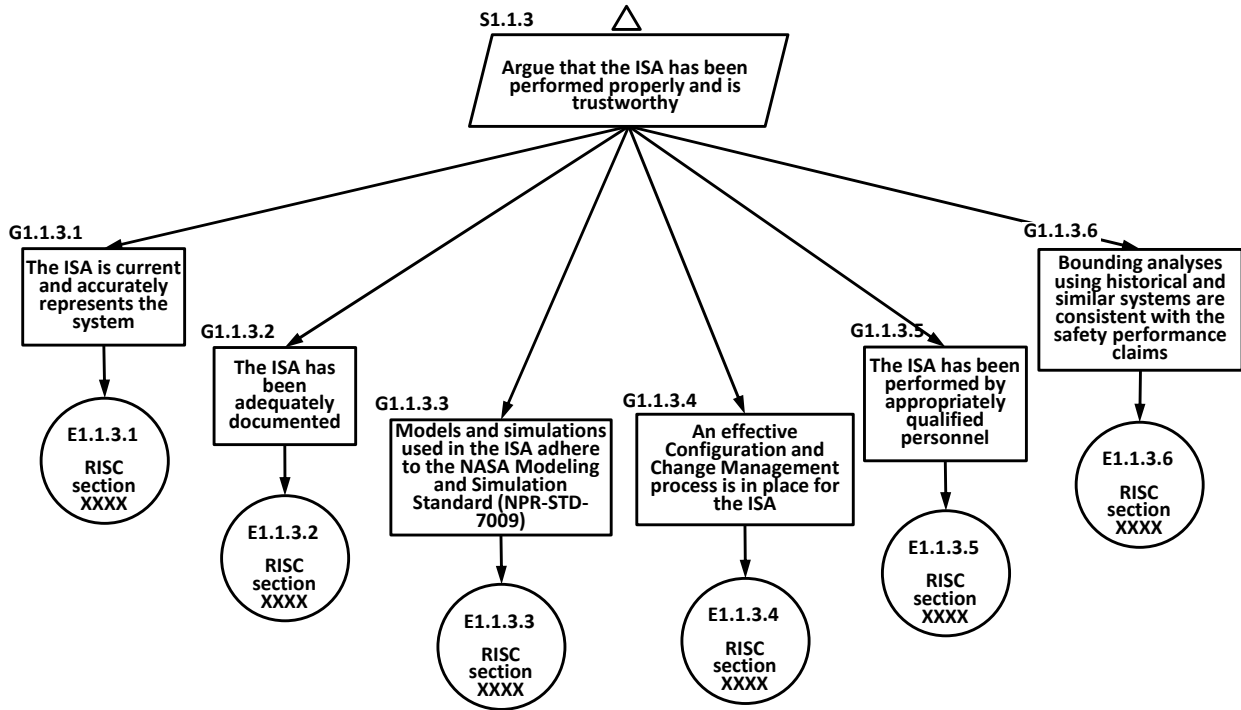 S1.1.3
Argue that the ISA has been
performed properly and is
trustworthy
G1.1.3.1
The ISA is current
and accurately
represents the
system
E1.1.3.1
RISC
section
XXXX
G1.1.3.2
The ISA has
been
adequately
documented
E1.1.3.2
RISC
section
XXXX
G1.1.3.3
Models and simulations
used in the ISA adhere
to the NASA Modeling
and Simulation
Standard (NPR-STD-
7009)
E1.1.3.3
RISC
section
XXXX
G1.1.3.4
An effective
Configuration and
Change Management
process is in place for
the ISA
E1.1.3.4
RISC
section
XXXX
G1.1.3.5
The ISA has been
performed by
appropriately
qualified
personnel
E1.1.3.5
RISC
section
XXXX
G1.1.3.6
Bounding analyses
using historical and
similar systems are
consistent with the
safety performance
claims
E1.1.3.6
RISC
section
XXXX